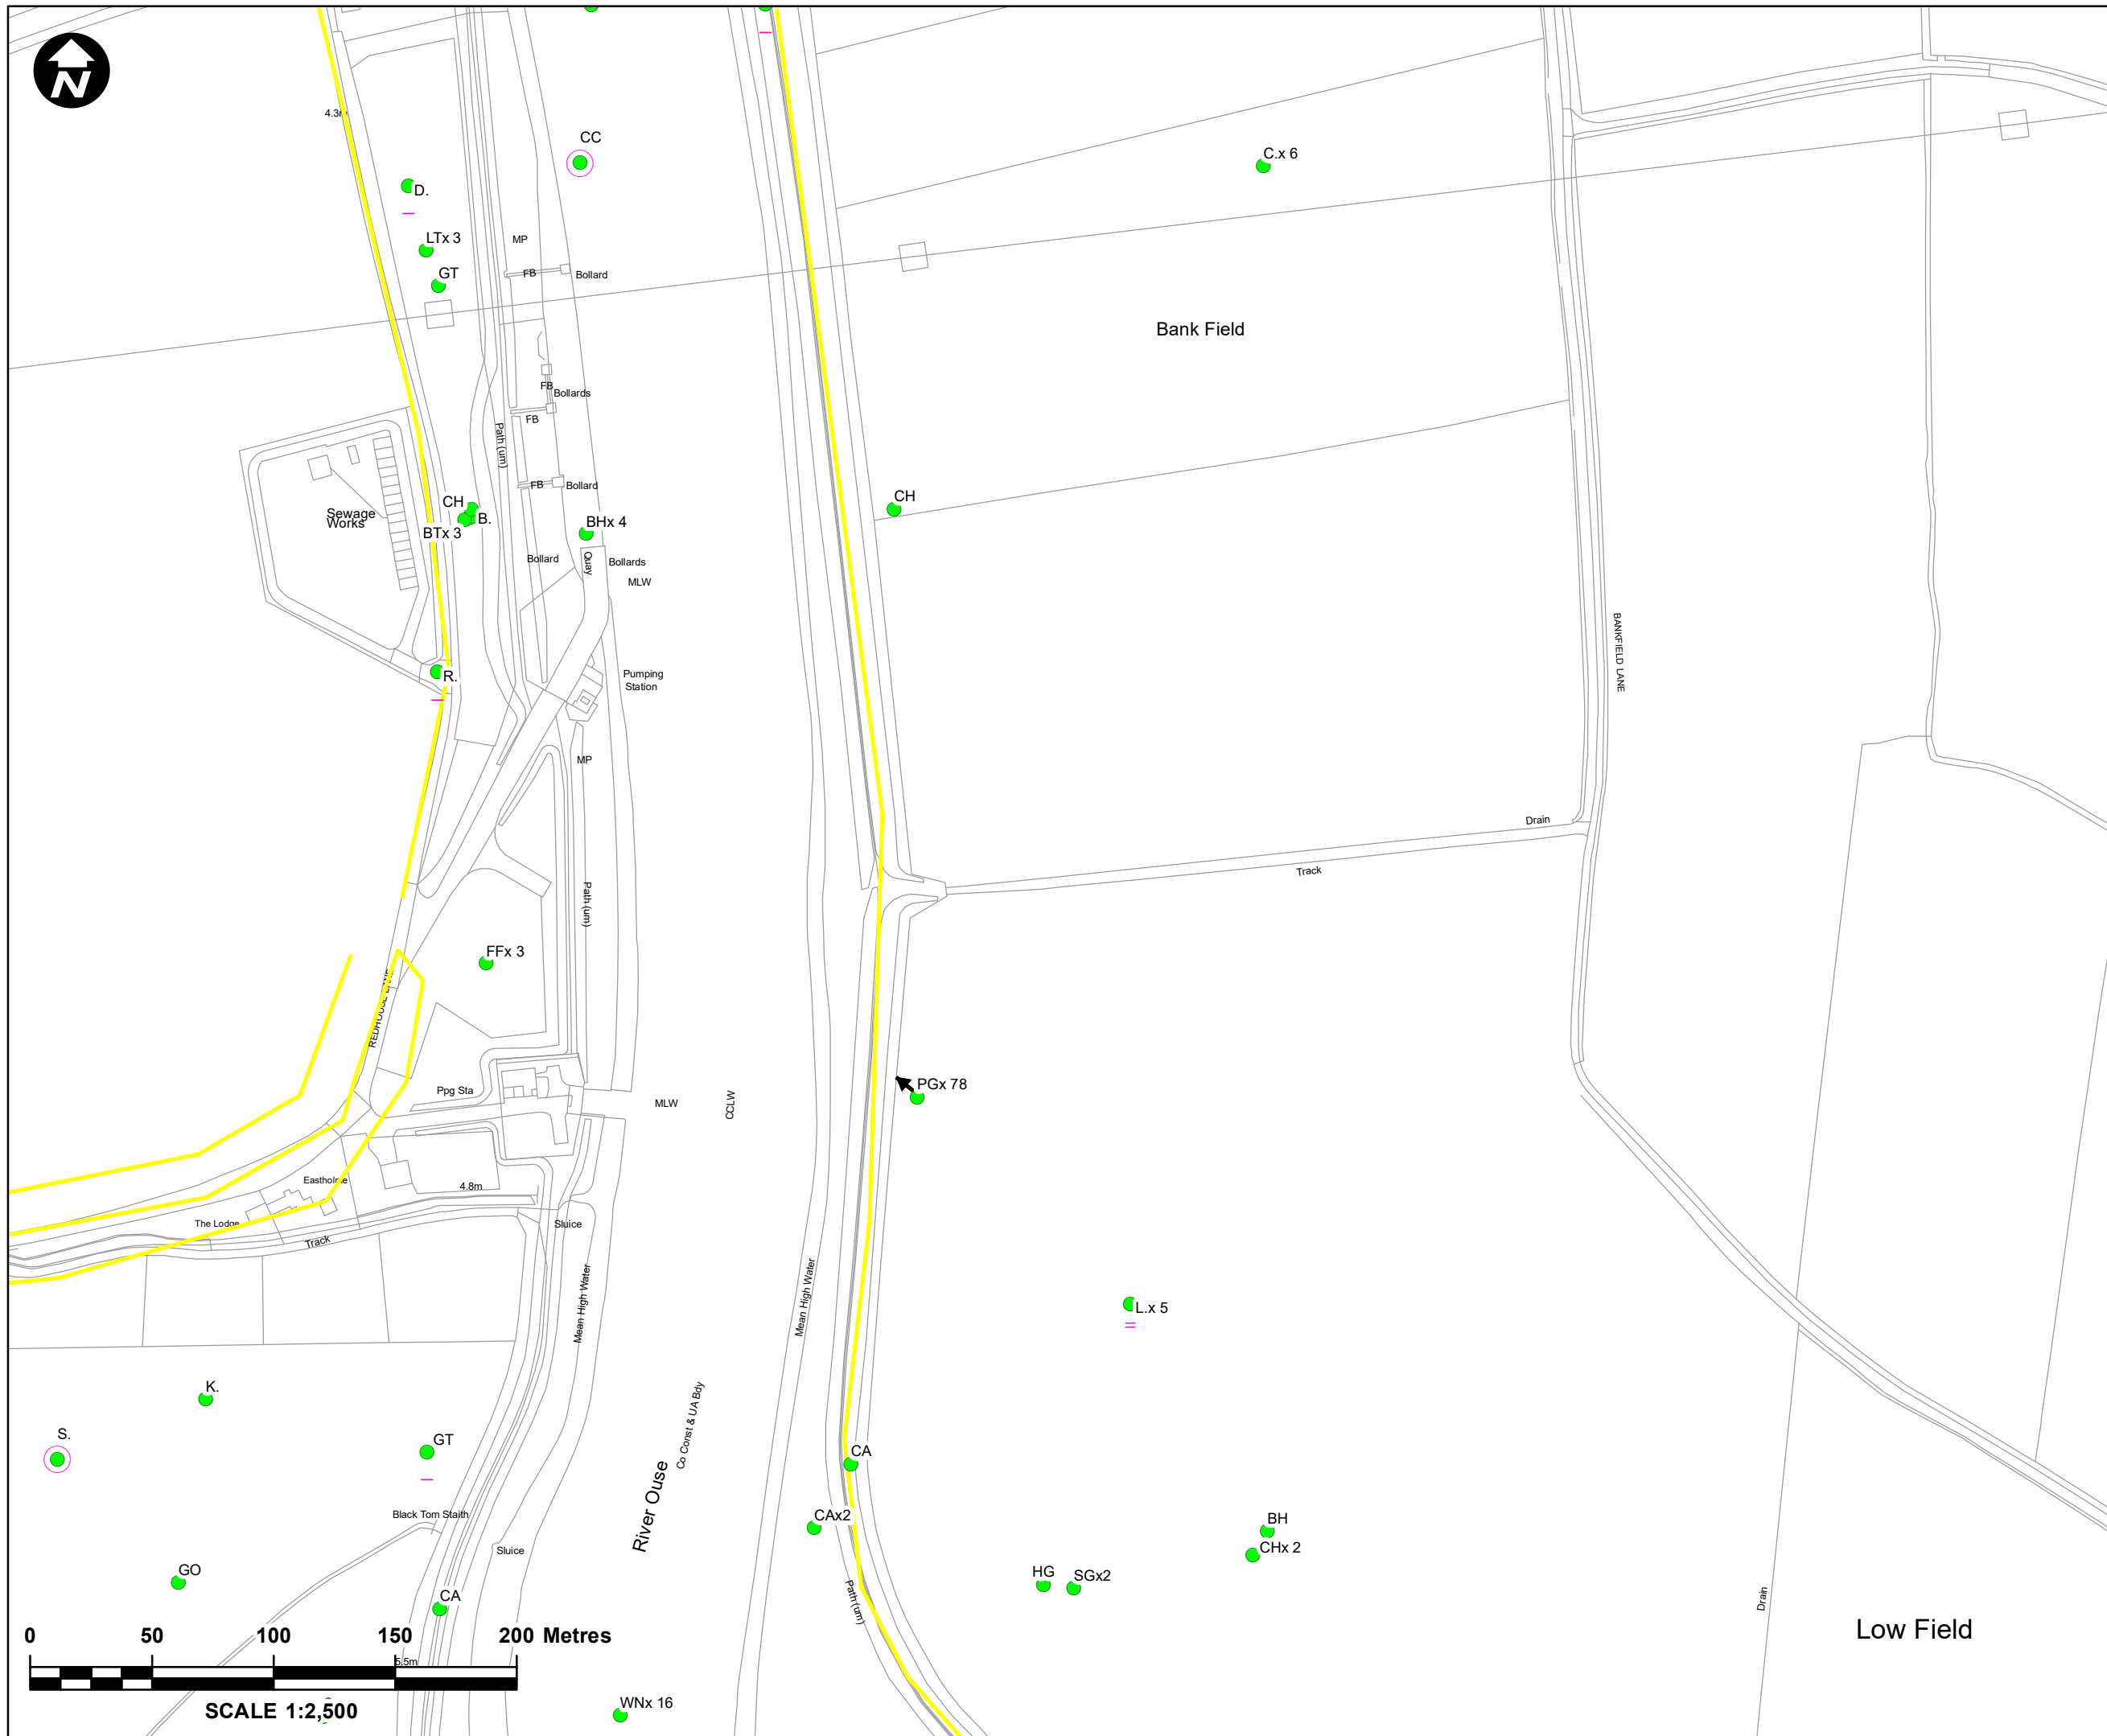 N
4.3m
CC
C.x 6
D.
LTx 3
MP
GT
FB
Bollard
Bank Field
FB
Bollards
FB
Path (um)
FB
Bollard
CH
CH
Sewage
Works
B.
BTx 3
BHx 4
Bollard
Quay
Bollards
MLW
BANKFIELD LANE
R.
Pumping
Station
MP
Drain
Track
Path (um)
FFx 3
REDHOUSE LANE
PGx 78
Ppg Sta
MLW
CCLW
Eastholme
4.8m
The Lodge
Sluice
Track
Mean High Water
Mean High Water
L.x 5
K.
Co Const & UA Bdy
S.
GT
CA
River Ouse
Black Tom Staith
CAx2
BH
Sluice
CHx 2
GO
HG
SGx2
CA
Path (um)
Drain
Low Field
0 50 100 150 200 Metres
5.5m
SCALE 1:2,500
WNx 16